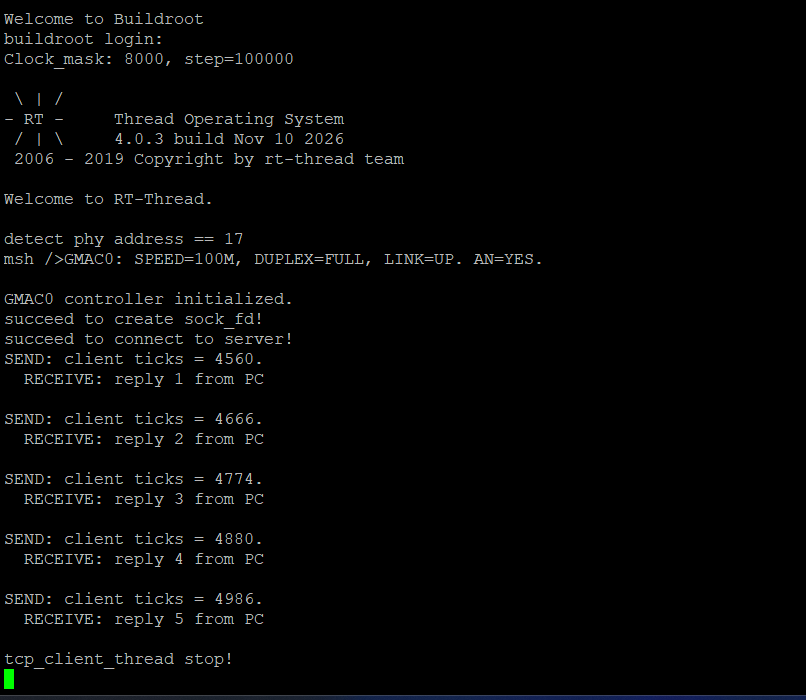 Welcome to Buildroot
buildroot login:
Clock_mask: 8000, step=100000
\ | /
- RT -     Thread Operating System
/ | \     4.0.3 build Nov 10 2026
2006 - 2019 Copyright by rt-thread team
Welcome to RT-Thread.
detect phy address == 17
msh />GMAC0: SPEED=100M, DUPLEX=FULL, LINK=UP. AN=YES.
GMAC0 controller initialized.
succeed to create sock_fd!
succeed to connect to server!
SEND: client ticks = 4560.
RECEIVE: reply 1 from PC
SEND: client ticks = 4666.
RECEIVE: reply 2 from PC
SEND: client ticks = 4774.
RECEIVE: reply 3 from PC
SEND: client ticks = 4880.
RECEIVE: reply 4 from PC
SEND: client ticks = 4986.
RECEIVE: reply 5 from PC
tcp_client_thread stop!